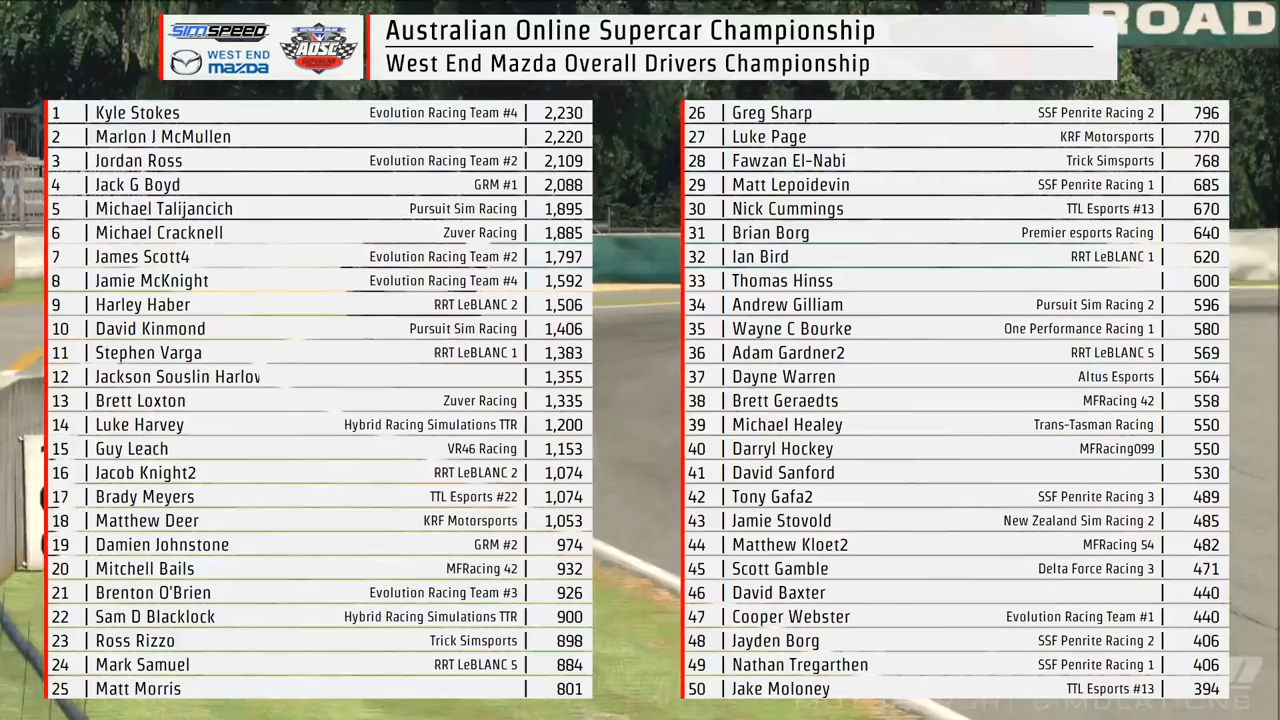 ROAD
SIMSPEED
WEST END
mazda
AUSTRALIAN ONLINE
AOSC
SUPERCAR
Australian Online Supercar Championship
West End Mazda Overall Drivers Championship
1 Kyle Stokes Evolution Racing Team #4 2,230
2 Marlon J McMullen 2,220
3 Jordan Ross Evolution Racing Team #2 2,109
4 Jack G Boyd GRM #1 2,088
5 Michael Talijancich Pursuit Sim Racing 1,895
6 Michael Cracknell Zuver Racing 1,885
7 James Scott4 Evolution Racing Team #2 1,797
8 Jamie McKnight Evolution Racing Team #4 1,592
9 Harley Haber RRT LeBLANC 2 1,506
10 David Kinmond Pursuit Sim Racing 1,406
11 Stephen Varga RRT LeBLANC 1 1,383
12 Jackson Souslin Harlov 1,355
13 Brett Loxton Zuver Racing 1,335
14 Luke Harvey Hybrid Racing Simulations TTR 1,200
15 Guy Leach VR46 Racing 1,153
16 Jacob Knight2 RRT LeBLANC 2 1,074
17 Brady Meyers TTL Esports #22 1,074
18 Matthew Deer KRF Motorsports 1,053
19 Damien Johnstone GRM #2 974
20 Mitchell Bails MFRacing 42 932
21 Brenton O'Brien Evolution Racing Team #3 926
22 Sam D Blacklock Hybrid Racing Simulations TTR 900
23 Ross Rizzo Trick Simsports 898
24 Mark Samuel RRT LeBLANC 5 884
25 Matt Morris 801
26 Greg Sharp SSF Penrite Racing 2 796
27 Luke Page KRF Motorsports 770
28 Fawzan El-Nabi Trick Simsports 768
29 Matt Lepoidevin SSF Penrite Racing 1 685
30 Nick Cummings TTL Esports #13 670
31 Brian Borg Premier esports Racing 640
32 Ian Bird RRT LeBLANC 1 620
33 Thomas Hinss 600
34 Andrew Gilliam Pursuit Sim Racing 2 596
35 Wayne C Bourke One Performance Racing 1 580
36 Adam Gardner2 RRT LeBLANC 5 569
37 Dayne Warren Altus Esports 564
38 Brett Geraedts MFRacing 42 558
39 Michael Healey Trans-Tasman Racing 550
40 Darryl Hockey MFRacing099 550
41 David Sanford 530
42 Tony Gafa2 SSF Penrite Racing 3 489
43 Jamie Stovold New Zealand Sim Racing 2 485
44 Matthew Kloet2 MFRacing 54 482
45 Scott Gamble Delta Force Racing 3 471
46 David Baxter 440
47 Cooper Webster Evolution Racing Team #1 440
48 Jayden Borg SSF Penrite Racing 2 406
49 Nathan Tregarthen SSF Penrite Racing 1 406
50 Jake Moloney TTL Esports #13 394